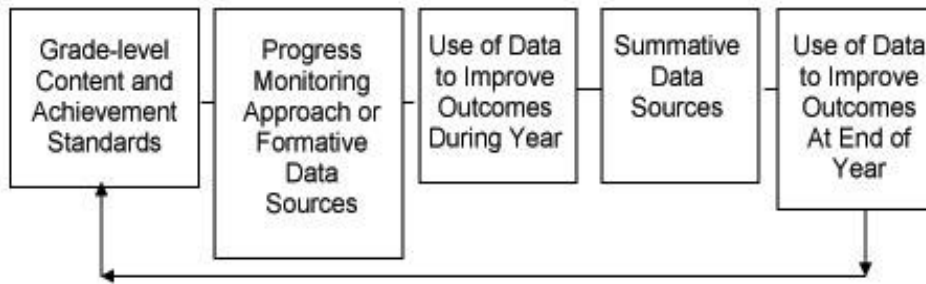 Grade-level
Content and
Achievement
Standards
Progress
Monitoring
Approach or
Formative
Data
Sources
Use of Data
to Improve
Outcomes
During Year
Summative
Data
Sources
Use of Data
to Improve
Outcomes
At End of
Year